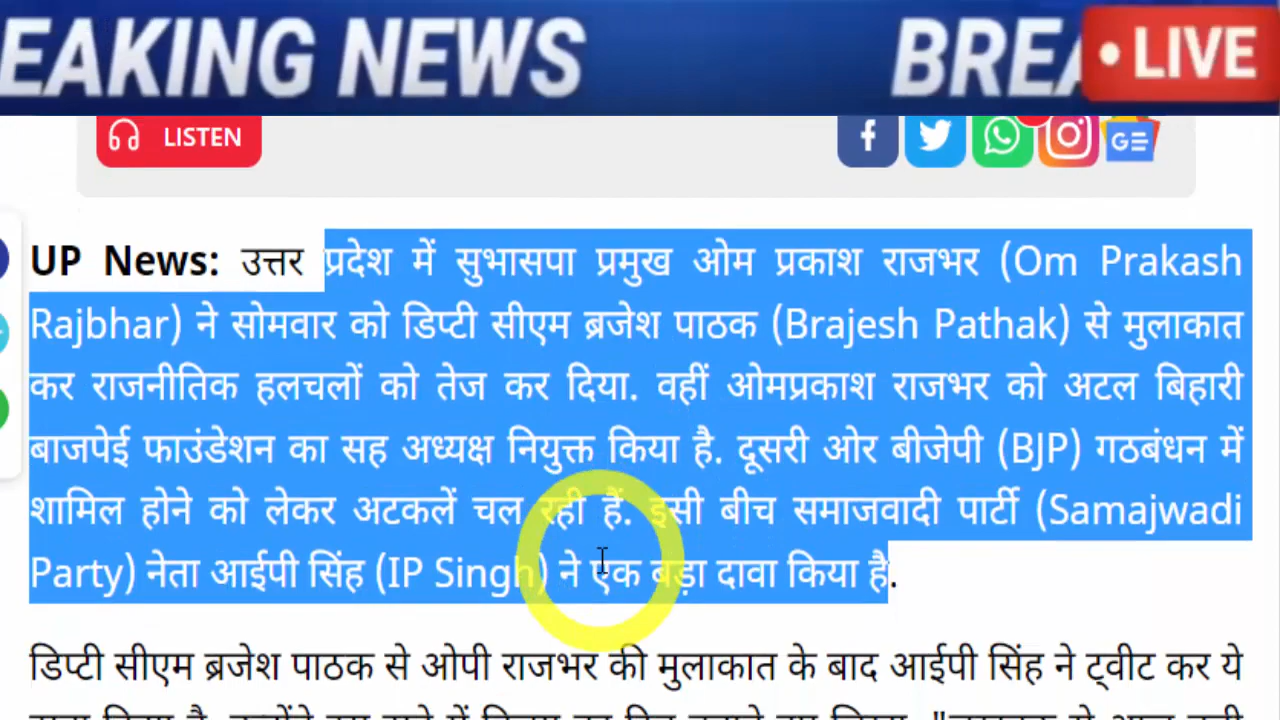 EAKING NEWS BREA LIVE
LISTEN
UP News: उत्तर प्रदेश में सुभासपा प्रमुख ओम प्रकाश राजभर (Om Prakash
Rajbhar) ने सोमवार को डिप्टी सीएम ब्रजेश पाठक (Brajesh Pathak) से मुलाकात
कर राजनीतिक हलचलों को तेज कर दिया. वहीं ओमप्रकाश राजभर को अटल बिहारी
बाजपेई फाउंडेशन का सह अध्यक्ष नियुक्त किया है. दूसरी ओर बीजेपी (BJP) गठबंधन में
शामिल होने को लेकर अटकलें चल रही हैं. इसी बीच समाजवादी पार्टी (Samajwadi
Party) नेता आईपी सिंह (IP Singh) ने एक बड़ा दावा किया है.
डिप्टी सीएम ब्रजेश पाठक से ओपी राजभर की मुलाकात के बाद आईपी सिंह ने ट्वीट कर ये